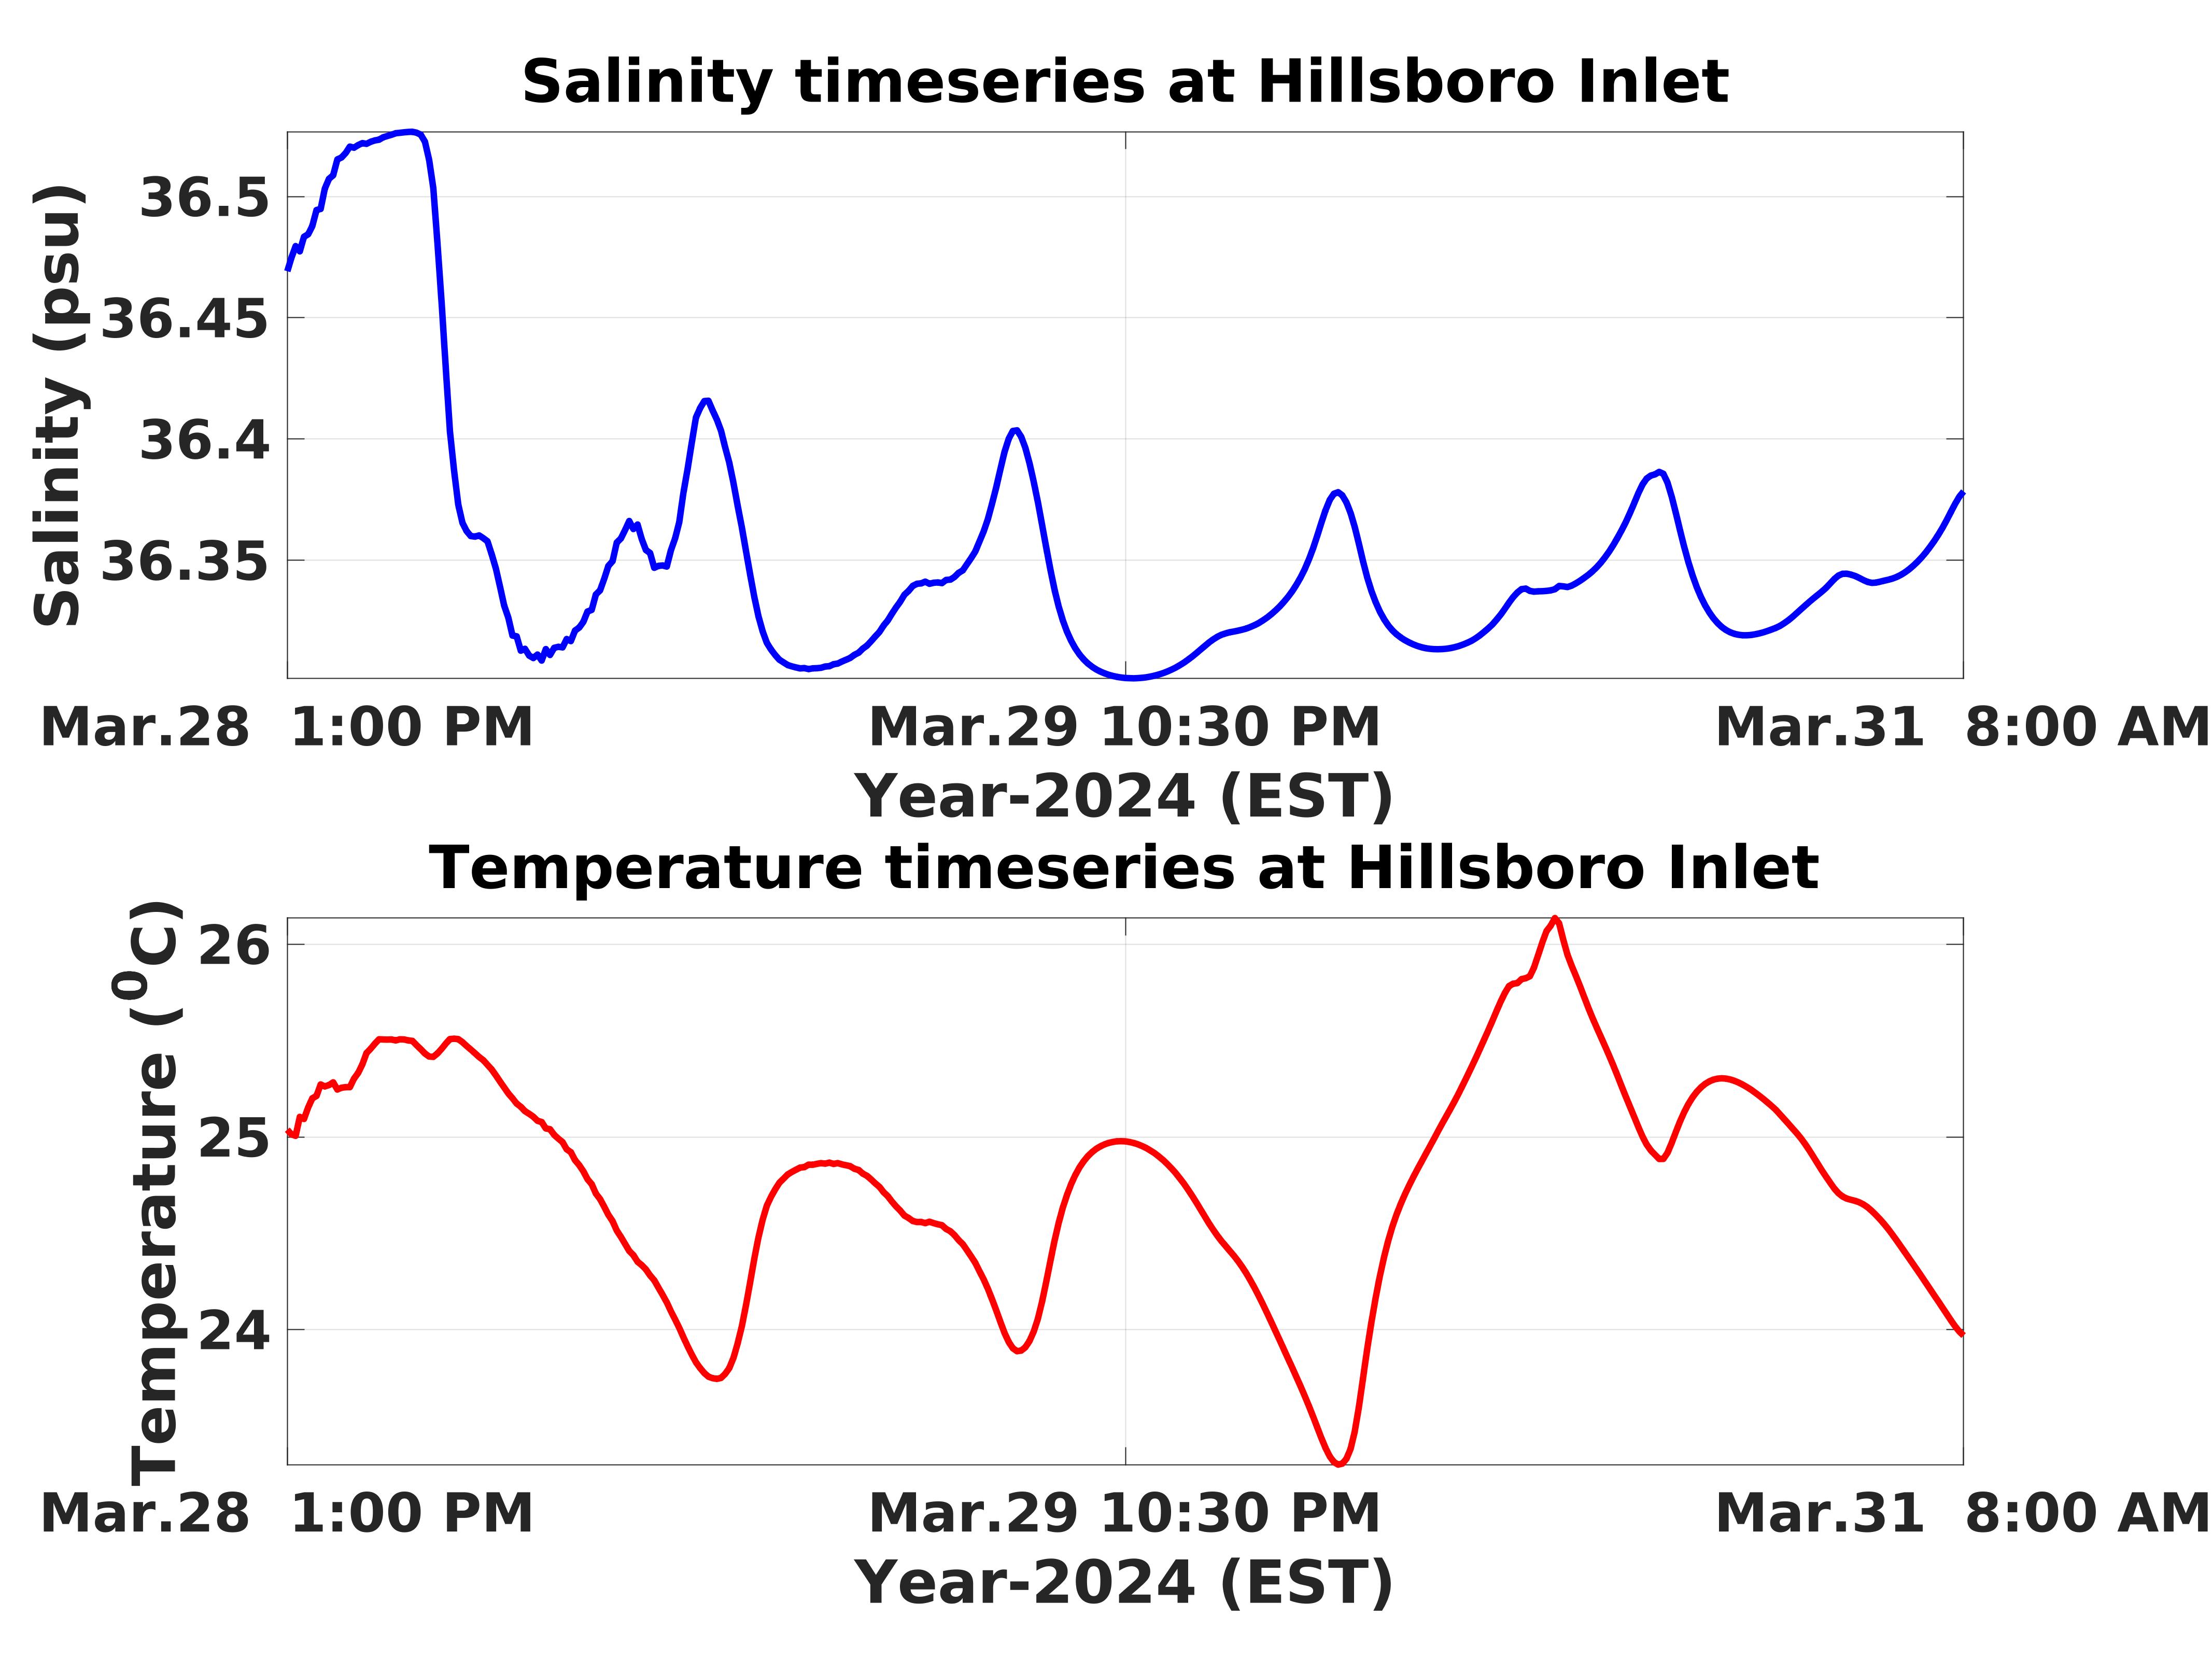 Salinity timeseries at Hillsboro Inlet
Salinity (psu)
36.5
36.45
36.4
36.35
Mar.28 1:00 PM
Mar.29 10:30 PM
Mar.31 8:00 AM
Year-2024 (EST)
Temperature timeseries at Hillsboro Inlet
Temperature (⁰C)
26
25
24
Mar.28 1:00 PM
Mar.29 10:30 PM
Mar.31 8:00 AM
Year-2024 (EST)